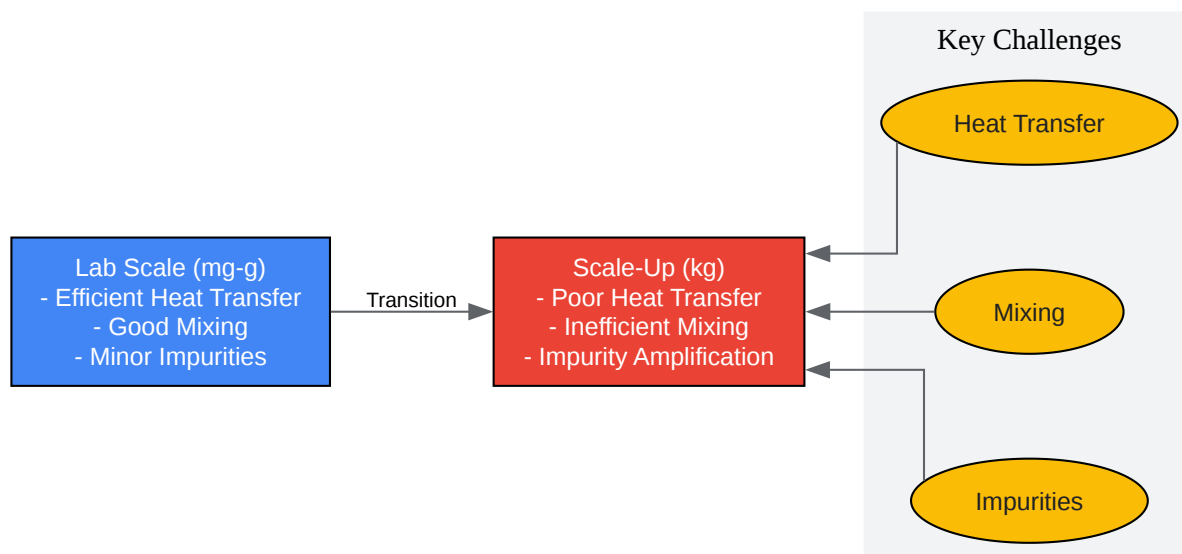 Lab Scale (mg-g)
- Efficient Heat Transfer
- Good Mixing
- Minor Impurities
Transition
Scale-Up (kg)
- Poor Heat Transfer
- Inefficient Mixing
- Impurity Amplification
Key Challenges
Heat Transfer
Mixing
Impurities